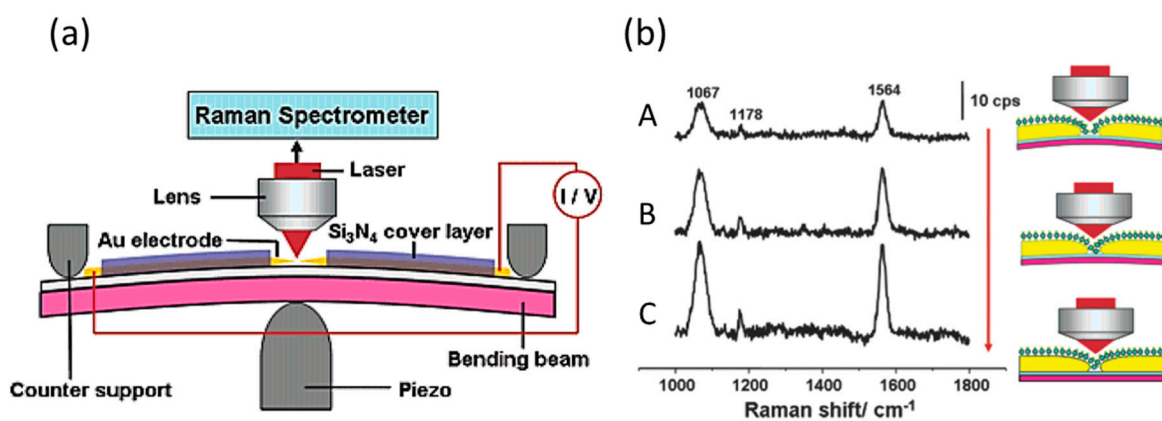 (a)
Raman Spectrometer
Laser
Lens
I / V
Au electrode
Si₃N₄ cover layer
Bending beam
Counter support
Piezo
(b)
1067
1178
1564
10 cps
A
B
C
1000 1200 1400 1600 1800
Raman shift/ cm⁻¹